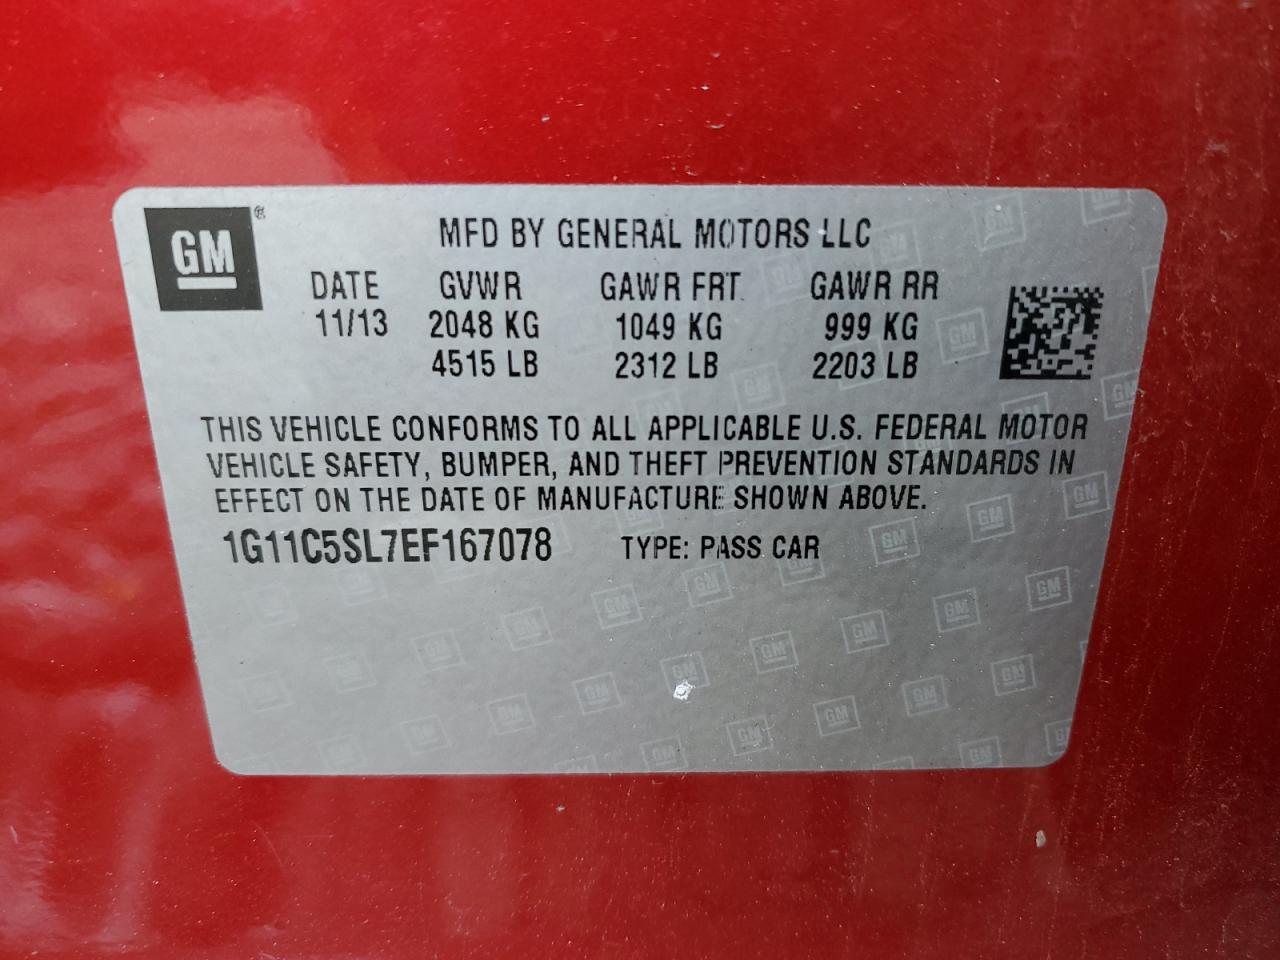 GM ®
MFD BY GENERAL MOTORS LLC
DATE GVWR GAWR FRT GAWR RR
11/13 2048 KG 1049 KG 999 KG
4515 LB 2312 LB 2203 LB
THIS VEHICLE CONFORMS TO ALL APPLICABLE U.S. FEDERAL MOTOR
VEHICLE SAFETY, BUMPER, AND THEFT PREVENTION STANDARDS IN
EFFECT ON THE DATE OF MANUFACTURE SHOWN ABOVE.
1G11C5SL7EF167078 TYPE: PASS CAR